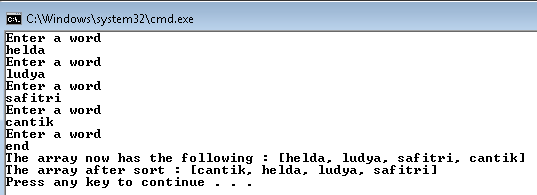 C:\Windows\system32\cmd.exe
Enter a word
helda
Enter a word
ludya
Enter a word
safitri
Enter a word
cantik
Enter a word
end
The array now has the following : [helda, ludya, safitri, cantik]
The array after sort : [cantik, helda, ludya, safitri]
Press any key to continue . . .